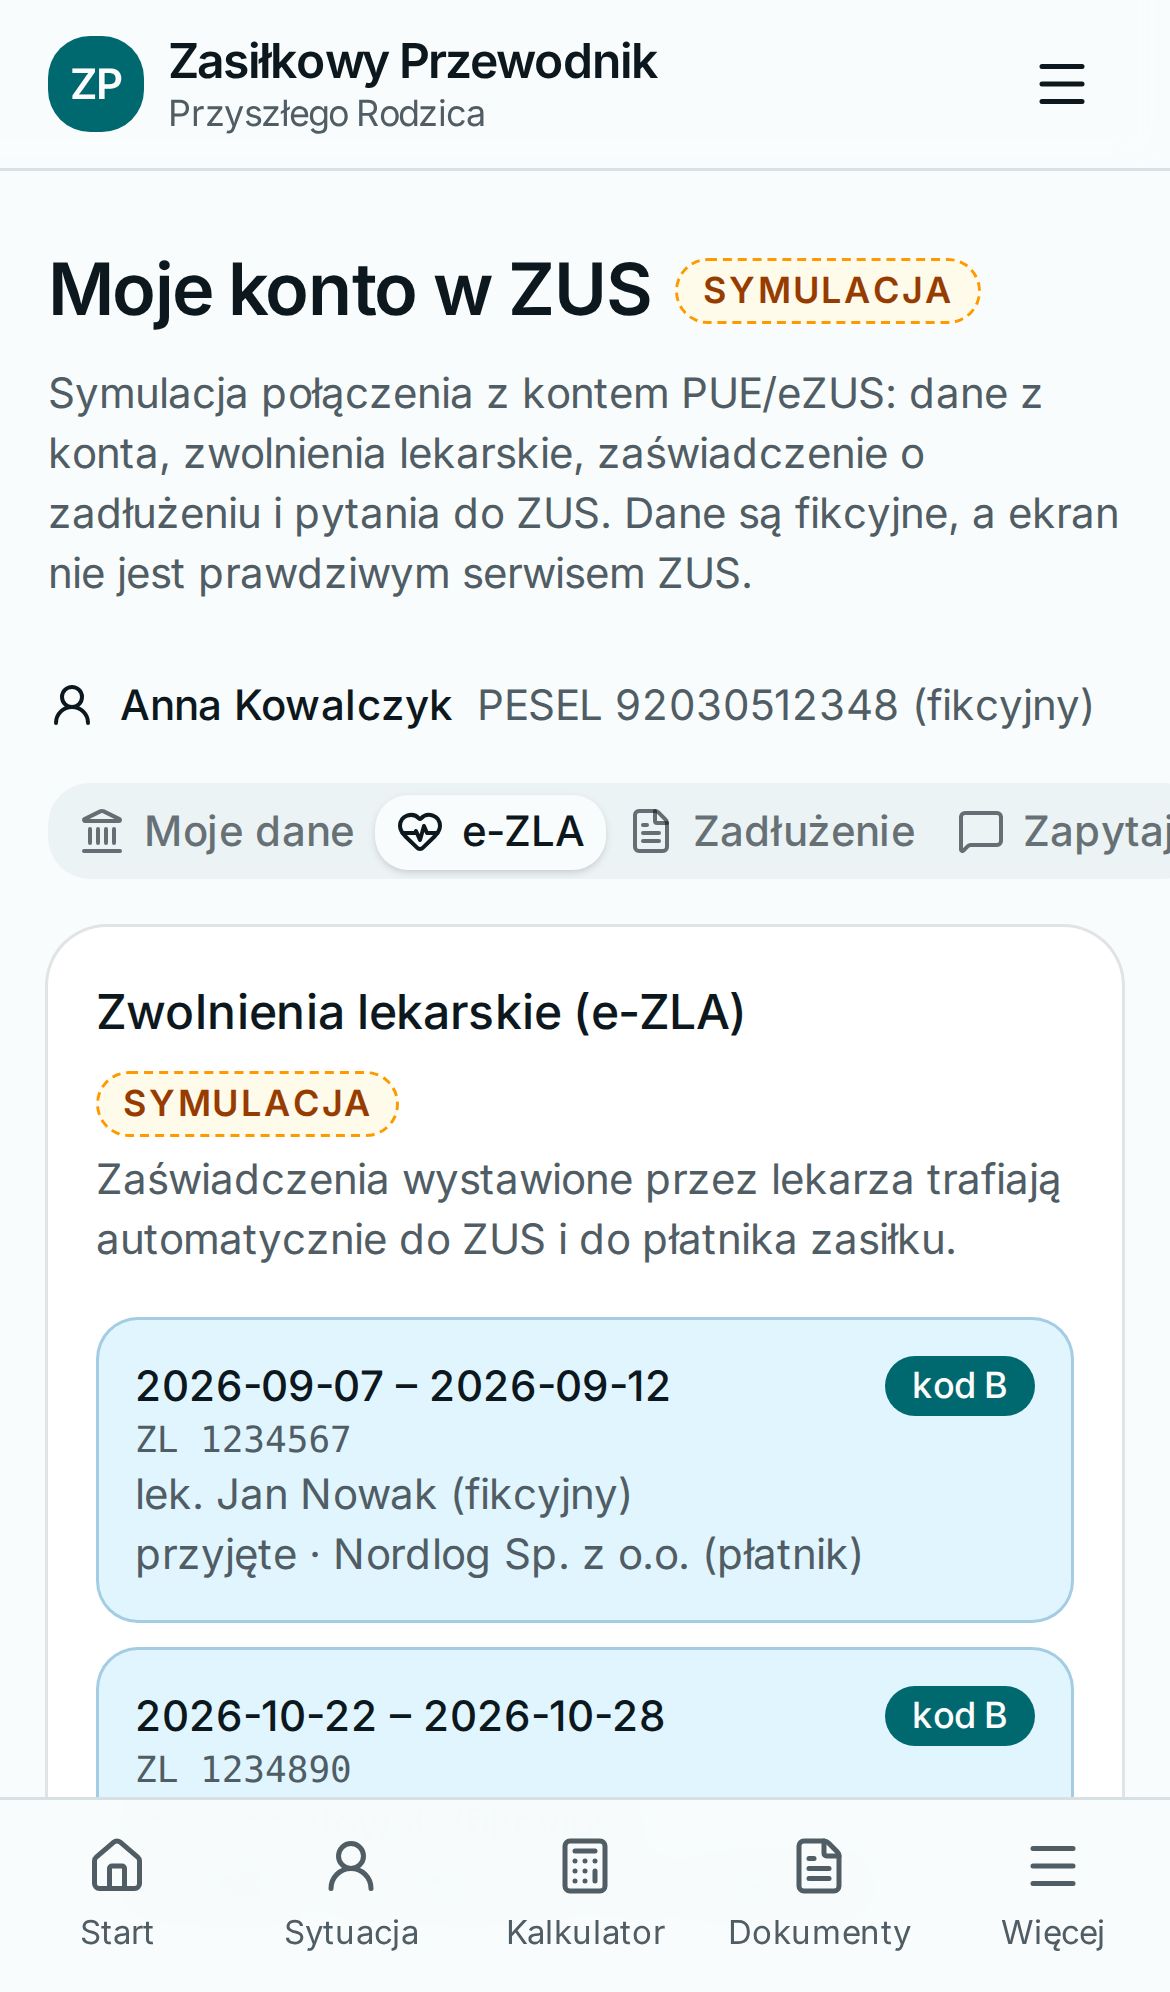 ZP
Zasiłkowy Przewodnik
Przyszłego Rodzica
Moje konto w ZUS
SYMULACJA
Symulacja połączenia z kontem PUE/eZUS: dane z
konta, zwolnienia lekarskie, zaświadczenie o
zadłużeniu i pytania do ZUS. Dane są fikcyjne, a ekran
nie jest prawdziwym serwisem ZUS.
Anna Kowalczyk PESEL 92030512348 (fikcyjny)
Moje dane e-ZLA Zadłużenie Zapytaj
Zwolnienia lekarskie (e-ZLA)
SYMULACJA
Zaświadczenia wystawione przez lekarza trafiają
automatycznie do ZUS i do płatnika zasiłku.
2026-09-07 – 2026-09-12 kod B
ZL 1234567
lek. Jan Nowak (fikcyjny)
przyjęte · Nordlog Sp. z o.o. (płatnik)
2026-10-22 – 2026-10-28 kod B
ZL 1234890
Start Sytuacja Kalkulator Dokumenty Więcej